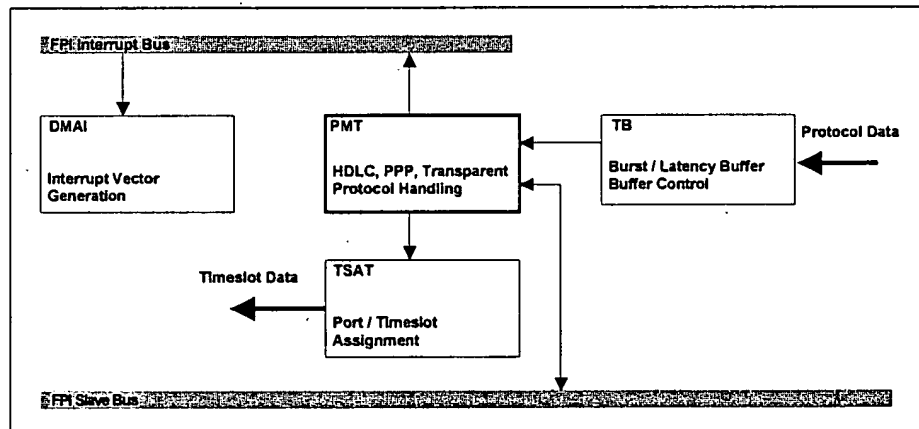 FPI Interrupt Bus
DMAI
Interrupt Vector
Generation
PMT
HDLC, PPP, Transparent
Protocol Handling
TB
Burst / Latency Buffer
Buffer Control
Protocol Data
Timeslot Data
TSAT
Port / Timeslot
Assignment
FPI Slave Bus